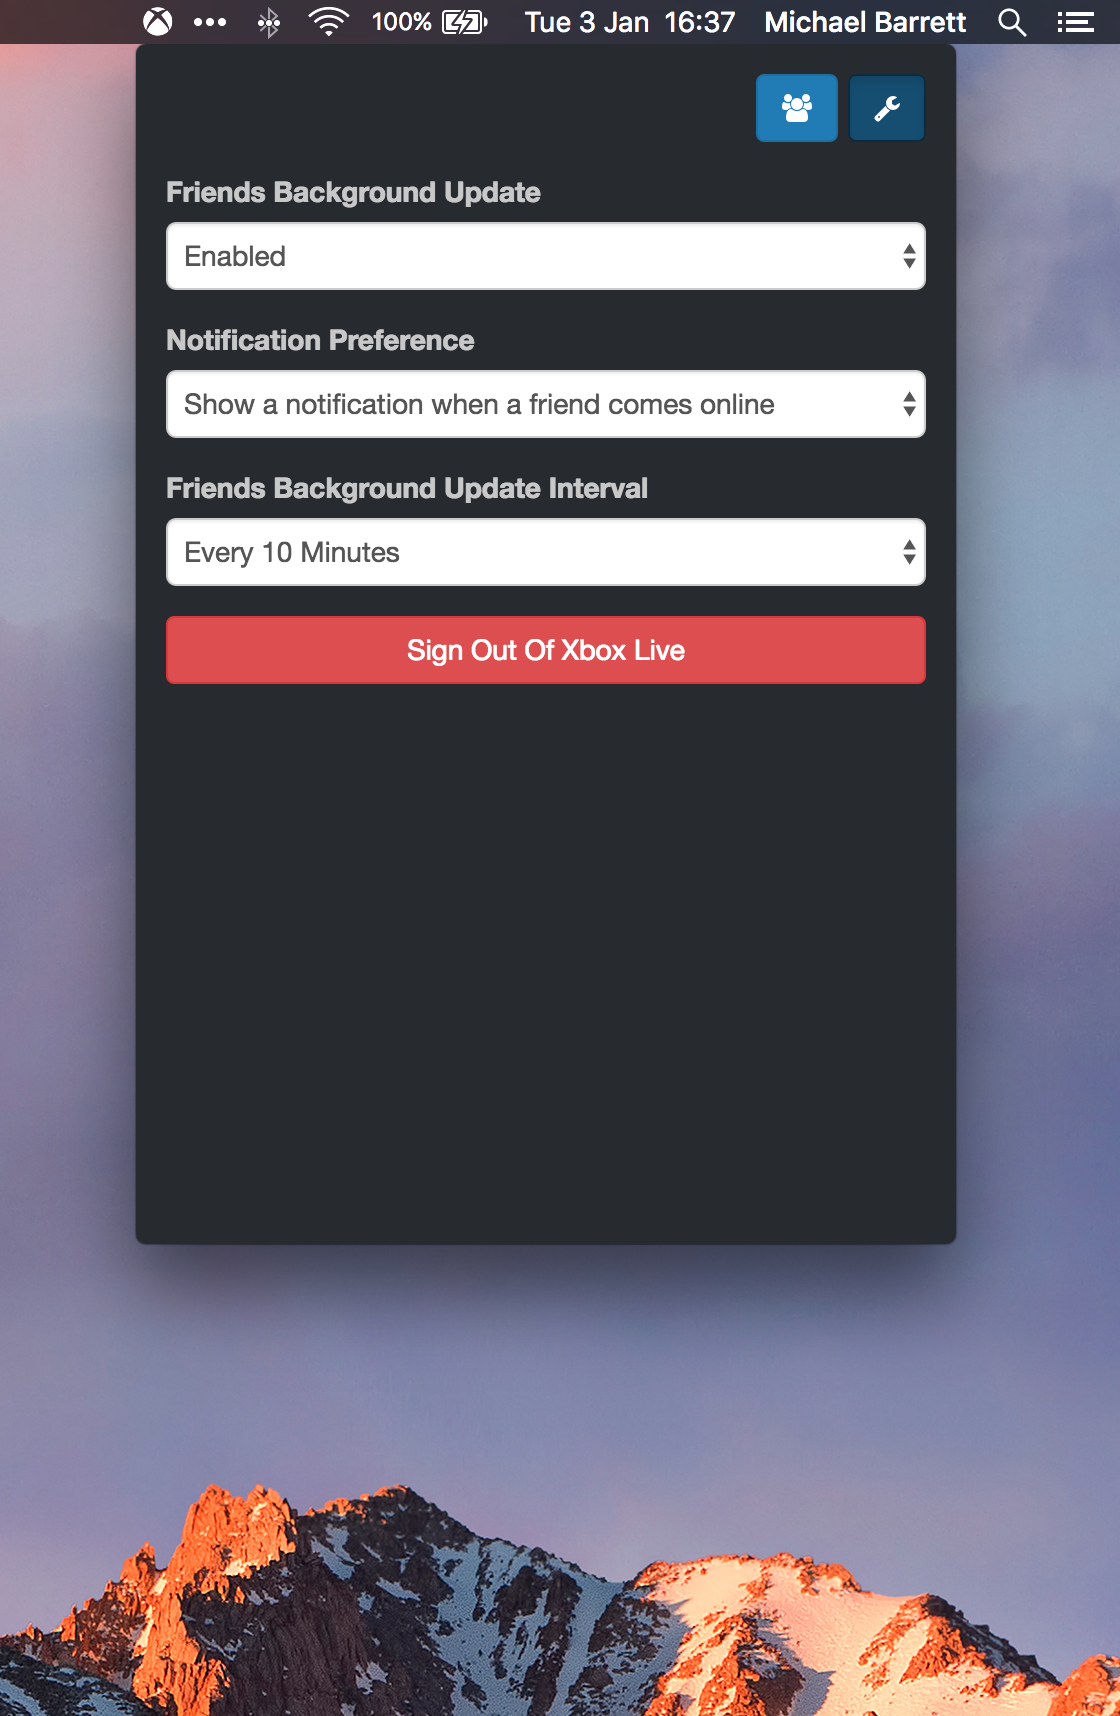 100% Tue 3 Jan 16:37 Michael Barrett
Friends Background Update
Enabled
Notification Preference
Show a notification when a friend comes online
Friends Background Update Interval
Every 10 Minutes
Sign Out Of Xbox Live